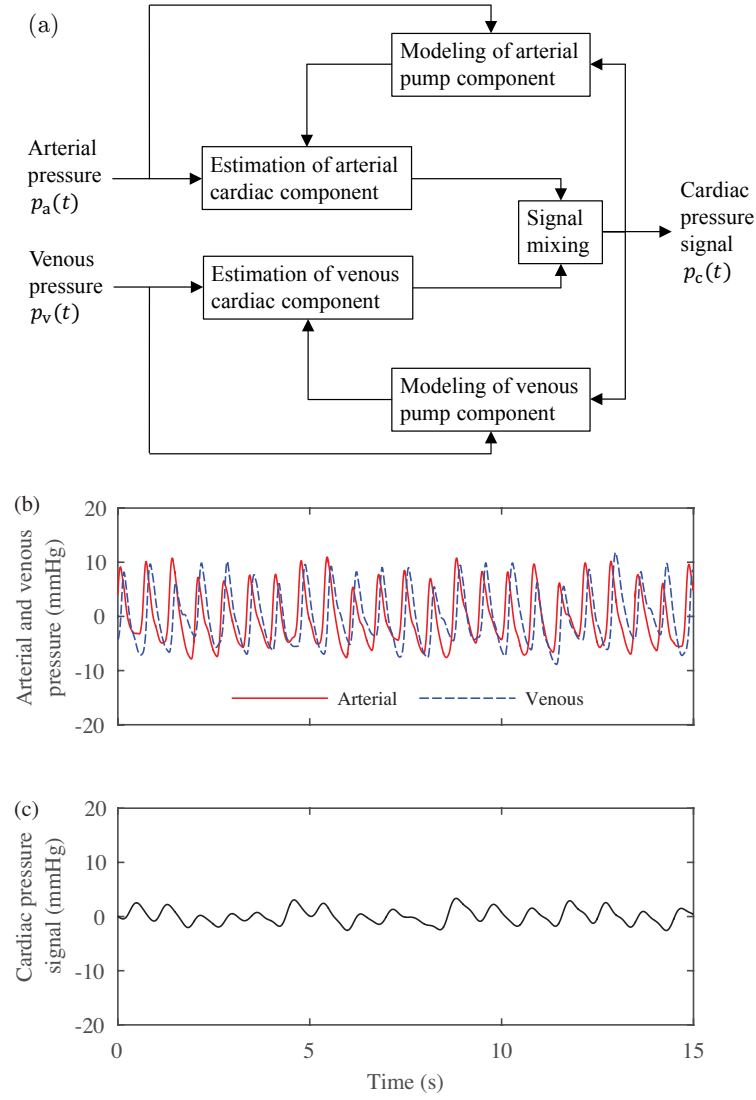 (a)
Modeling of arterial
pump component
Arterial
pressure
pₐ(t)
Estimation of arterial
cardiac component
Signal
mixing
Cardiac
pressure
signal
p_c(t)
Venous
pressure
pᵥ(t)
Estimation of venous
cardiac component
Modeling of venous
pump component
(b)
Arterial and venous
pressure (mmHg)
20
10
0
-10
-20
Arterial
Venous
(c)
Cardiac pressure
signal (mmHg)
20
10
0
-10
-20
0
5
10
15
Time (s)